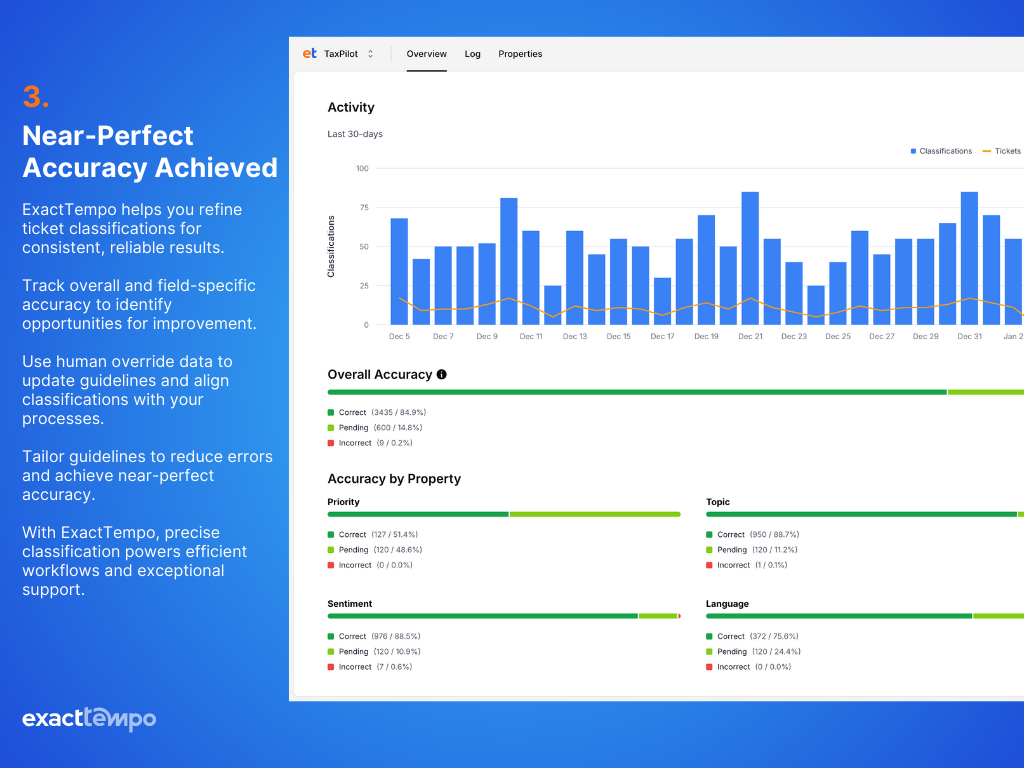 3.
Near-Perfect
Accuracy Achieved
ExactTempo helps you refine
ticket classifications for
consistent, reliable results.
Track overall and field-specific
accuracy to identify
opportunities for improvement.
Use human override data to
update guidelines and align
classifications with your
processes.
Tailor guidelines to reduce errors
and achieve near-perfect
accuracy.
With ExactTempo, precise
classification powers efficient
workflows and exceptional
support.
exacttempo
et TaxPilot Overview Log Properties
Activity
Last 30-days
Classifications Tickets
Classifications
100
75
50
25
0
Dec 5 Dec 7 Dec 9 Dec 11 Dec 13 Dec 15 Dec 17 Dec 19 Dec 21 Dec 23 Dec 25 Dec 27 Dec 29 Dec 31 Jan 2
Overall Accuracy
Correct (3435 / 84.9%)
Pending (600 / 14.8%)
Incorrect (9 / 0.2%)
Accuracy by Property
Priority
Correct (127 / 51.4%)
Pending (120 / 48.6%)
Incorrect (0 / 0.0%)
Topic
Correct (950 / 88.7%)
Pending (120 / 11.2%)
Incorrect (1 / 0.1%)
Sentiment
Correct (976 / 88.5%)
Pending (120 / 10.9%)
Incorrect (7 / 0.6%)
Language
Correct (372 / 75.6%)
Pending (120 / 24.4%)
Incorrect (0 / 0.0%)